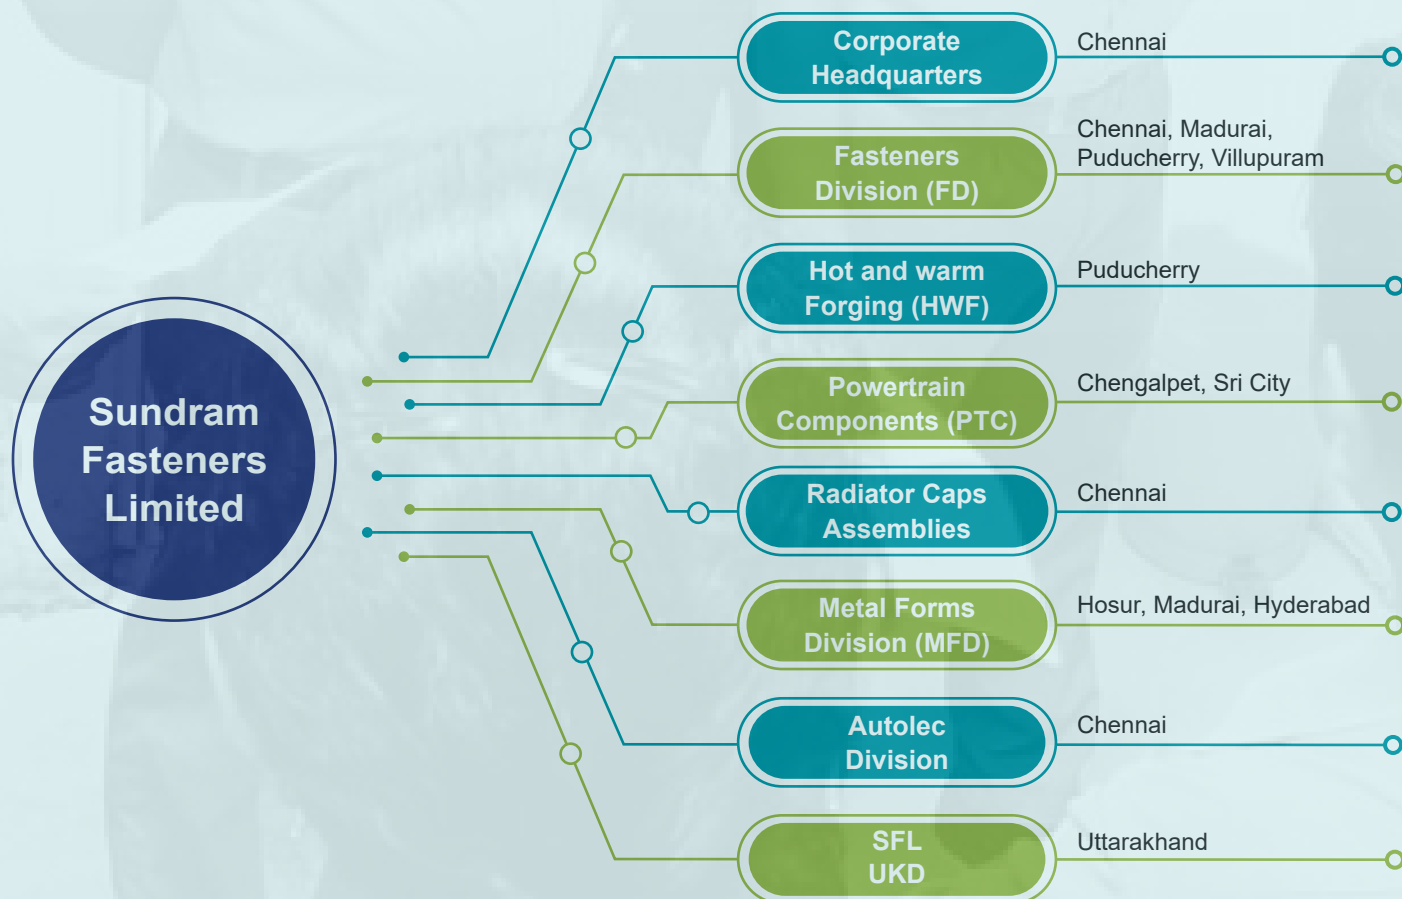 Sundram
Fasteners
Limited
Corporate
Headquarters
Chennai
Fasteners
Division (FD)
Chennai, Madurai,
Puducherry, Villupuram
Hot and warm
Forging (HWF)
Puducherry
Powertrain
Components (PTC)
Chengalpet, Sri City
Radiator Caps
Assemblies
Chennai
Metal Forms
Division (MFD)
Hosur, Madurai, Hyderabad
Autolec
Division
Chennai
SFL
UKD
Uttarakhand